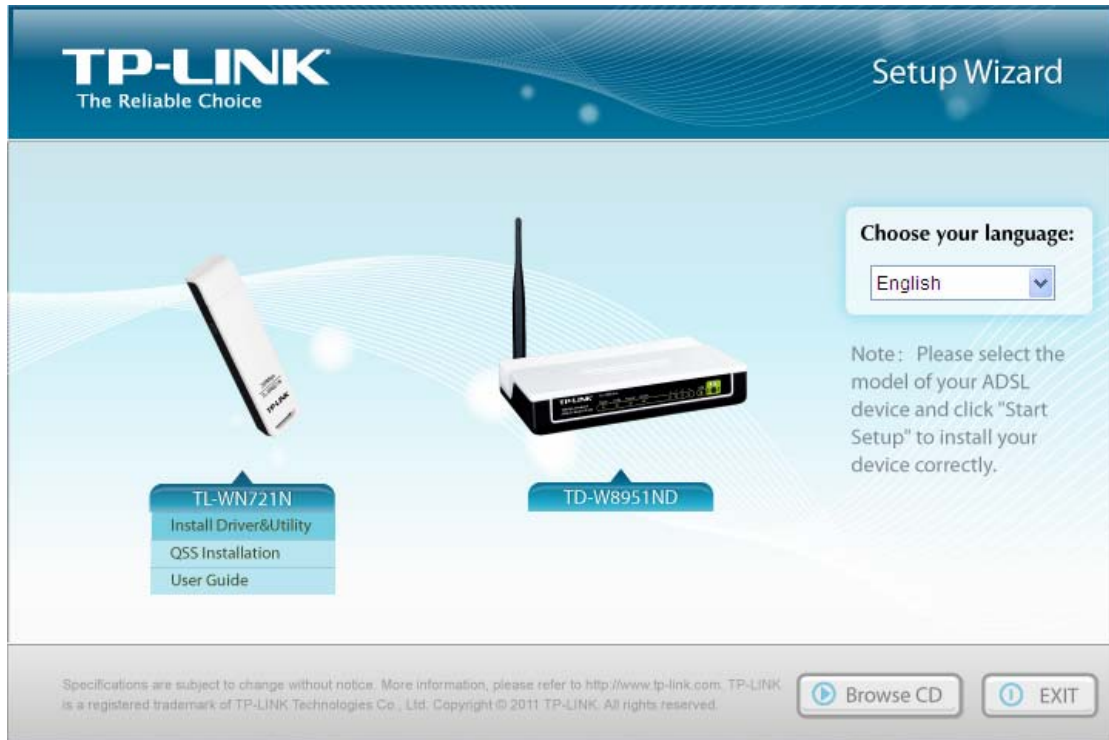 TP-LINK
The Reliable Choice
Setup Wizard
Choose your language:
English
Note: Please select the
model of your ADSL
device and click "Start
Setup" to install your
device correctly.
TP-LINK
TP-LINK
TL-WN721N
Install Driver&Utility
QSS Installation
User Guide
TD-W8951ND
Specifications are subject to change without notice. More information, please refer to http://www.tp-link.com. TP-LINK
is a registered trademark of TP-LINK Technologies Co., Ltd. Copyright © 2011 TP-LINK. All rights reserved.
Browse CD
EXIT